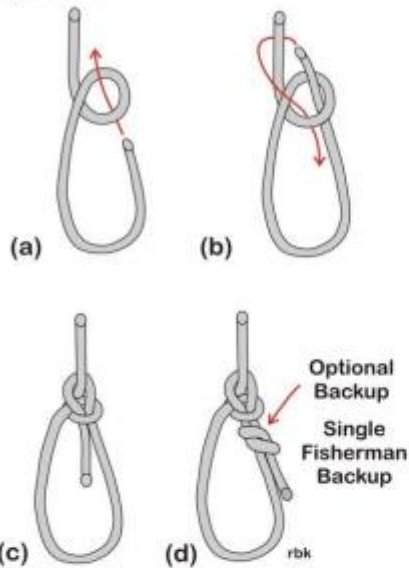 (a)
(b)
Optional
Backup
Single
Fisherman
Backup
(c)
(d)
rbk